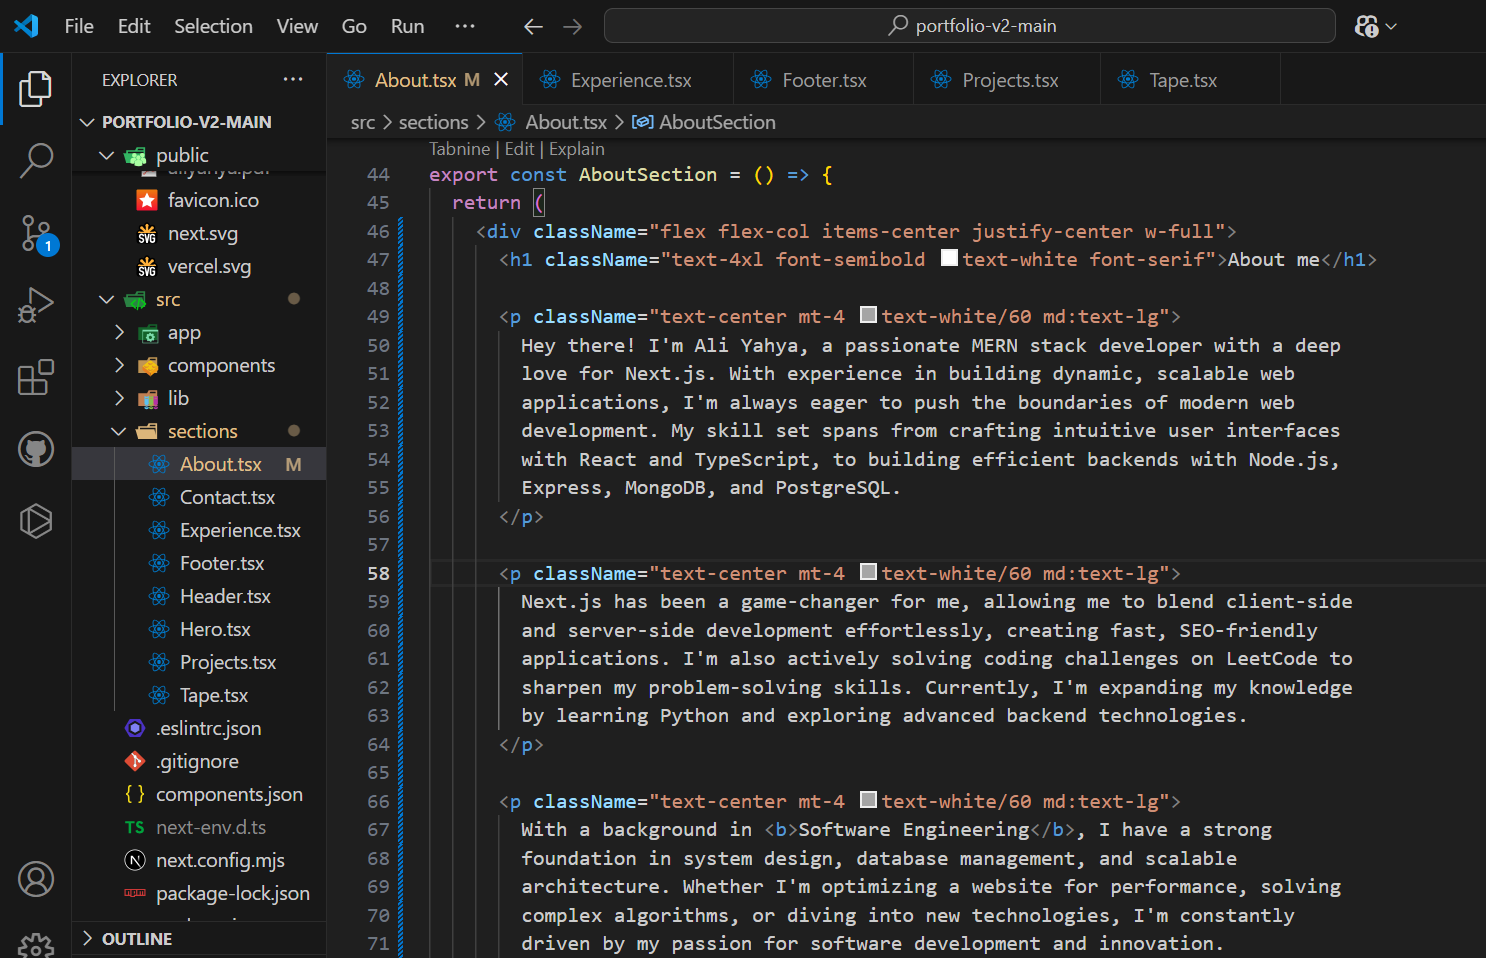 File Edit Selection View Go Run ··· portfolio-v2-main
EXPLORER ···
PORTFOLIO-V2-MAIN
public
favicon.ico
SVG next.svg
SVG vercel.svg
src
app
components
lib
sections
About.tsx M
Contact.tsx
Experience.tsx
Footer.tsx
Header.tsx
Hero.tsx
Projects.tsx
Tape.tsx
.eslintrc.json
.gitignore
{ } components.json
TS next-env.d.ts
N next.config.mjs
package-lock.json
OUTLINE
1
About.tsx M Experience.tsx Footer.tsx Projects.tsx Tape.tsx
src > sections > About.tsx > AboutSection
Tabnine | Edit | Explain
44 export const AboutSection = () => {
45 return (
46 <div className="flex flex-col items-center justify-center w-full">
47 <h1 className="text-4xl font-semibold text-white font-serif">About me</h1>
48
49 <p className="text-center mt-4 text-white/60 md:text-lg">
50 Hey there! I'm Ali Yahya, a passionate MERN stack developer with a deep
51 love for Next.js. With experience in building dynamic, scalable web
52 applications, I'm always eager to push the boundaries of modern web
53 development. My skill set spans from crafting intuitive user interfaces
54 with React and TypeScript, to building efficient backends with Node.js,
55 Express, MongoDB, and PostgreSQL.
56 </p>
57
58 <p className="text-center mt-4 text-white/60 md:text-lg">
59 Next.js has been a game-changer for me, allowing me to blend client-side
60 and server-side development effortlessly, creating fast, SEO-friendly
61 applications. I'm also actively solving coding challenges on LeetCode to
62 sharpen my problem-solving skills. Currently, I'm expanding my knowledge
63 by learning Python and exploring advanced backend technologies.
64 </p>
65
66 <p className="text-center mt-4 text-white/60 md:text-lg">
67 With a background in <b>Software Engineering</b>, I have a strong
68 foundation in system design, database management, and scalable
69 architecture. Whether I'm optimizing a website for performance, solving
70 complex algorithms, or diving into new technologies, I'm constantly
71 driven by my passion for software development and innovation.